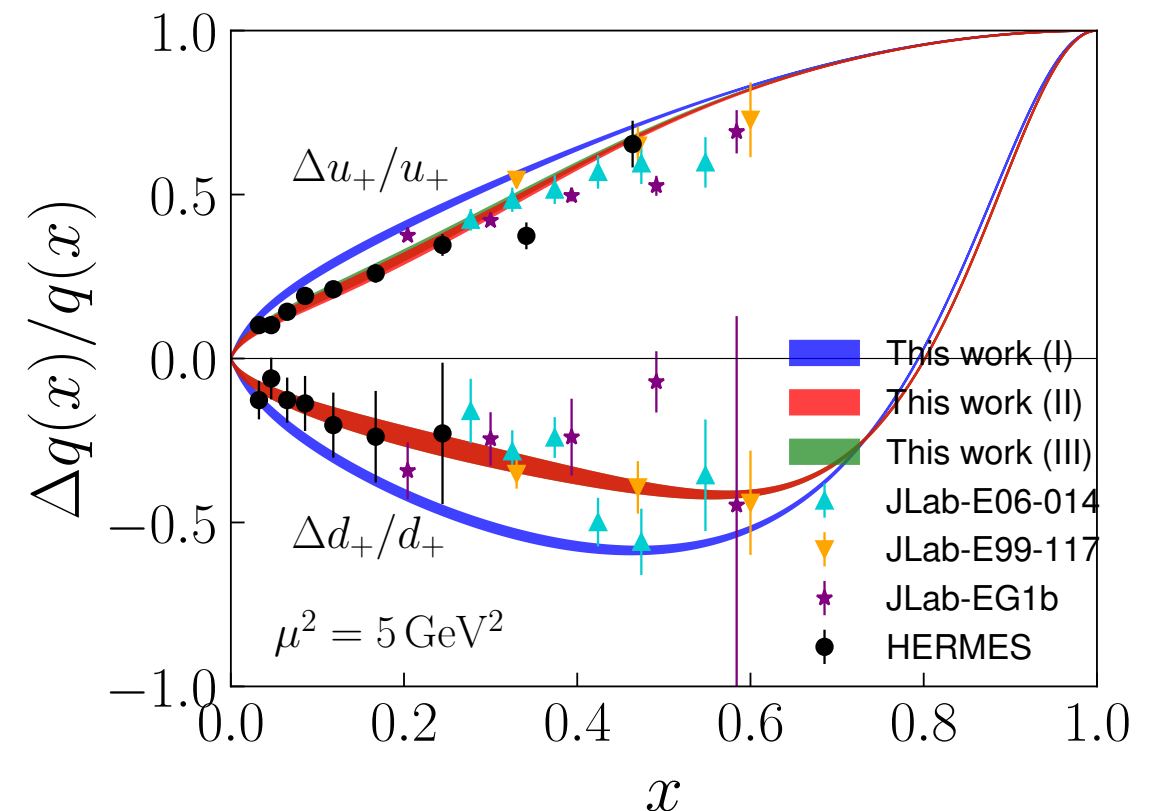 Δq(x)/q(x)
1.0
0.5
0.0
−0.5
−1.0
Δu₊/u₊
Δd₊/d₊
μ² = 5 GeV²
This work (I)
This work (II)
This work (III)
JLab-E06-014
JLab-E99-117
JLab-EG1b
HERMES
0.0 0.2 0.4 0.6 0.8 1.0
x